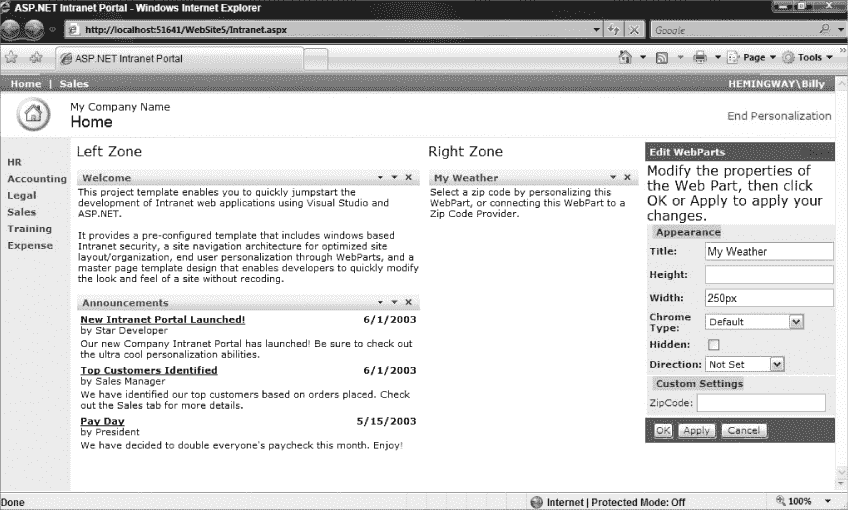 ASP.NET Intranet Portal - Windows Internet Explorer
http://localhost:51641/WebSite5/Intranet.aspx
Google
ASP.NET Intranet Portal
Page
Tools
Home | Sales
HEMINGWAY\Billy
My Company Name
Home
End Personalization
HR
Accounting
Legal
Sales
Training
Expense
Left Zone
Welcome
This project template enables you to quickly jumpstart the
development of Intranet web applications using Visual Studio and
ASP.NET.
It provides a pre-configured template that includes windows based
Intranet security, a site navigation architecture for optimized site
layout/organization, end user personalization through WebParts, and a
master page template design that enables developers to quickly modify
the look and feel of a site without recoding.
Announcements
New Intranet Portal Launched! 6/1/2003
by Star Developer
Our new Company Intranet Portal has launched! Be sure to check out
the ultra cool personalization abilities.
Top Customers Identified 6/1/2003
by Sales Manager
We have identified our top customers based on orders placed. Check
out the Sales tab for more details.
Pay Day 5/15/2003
by President
We have decided to double everyone's paycheck this month. Enjoy!
Right Zone
My Weather
Select a zip code by personalizing this
WebPart, or connecting this WebPart to a
Zip Code Provider.
Edit WebParts
Modify the properties of
the Web Part, then click
OK or Apply to apply your
changes.
Appearance
Title: My Weather
Height:
Width: 250px
Chrome
Type: Default
Hidden:
Direction: Not Set
Custom Settings
ZipCode:
OK Apply Cancel
Done
Internet | Protected Mode: Off
100%